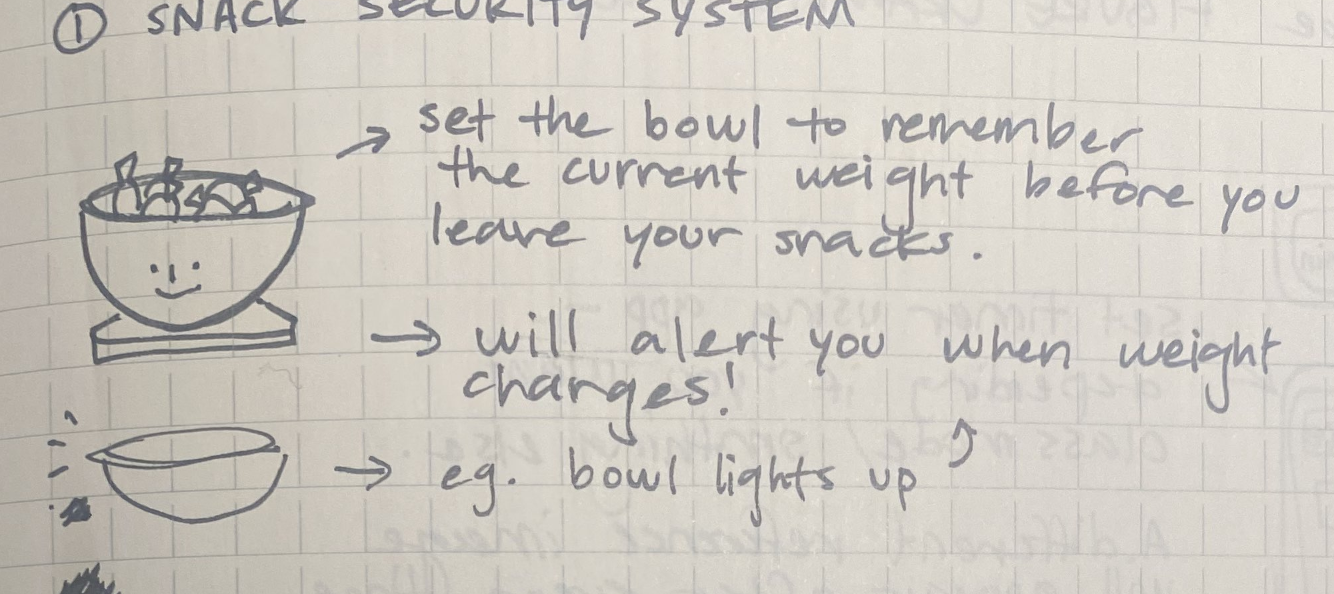 ① SNACK SECURITY SYSTEM
→ set the bowl to remember
the current weight before you
leave your snacks.
→ will alert you when weight
changes!
→ eg. bowl lights up